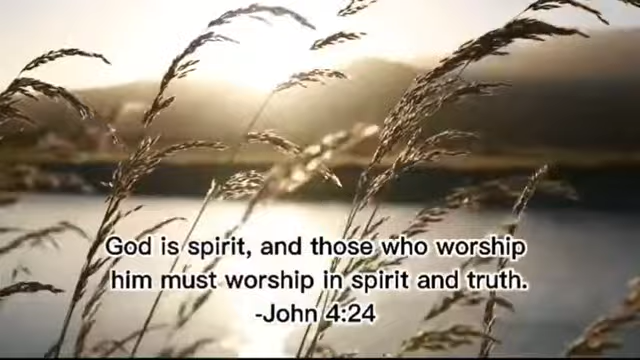 God is spirit, and those who worship
him must worship in spirit and truth.
-John 4:24